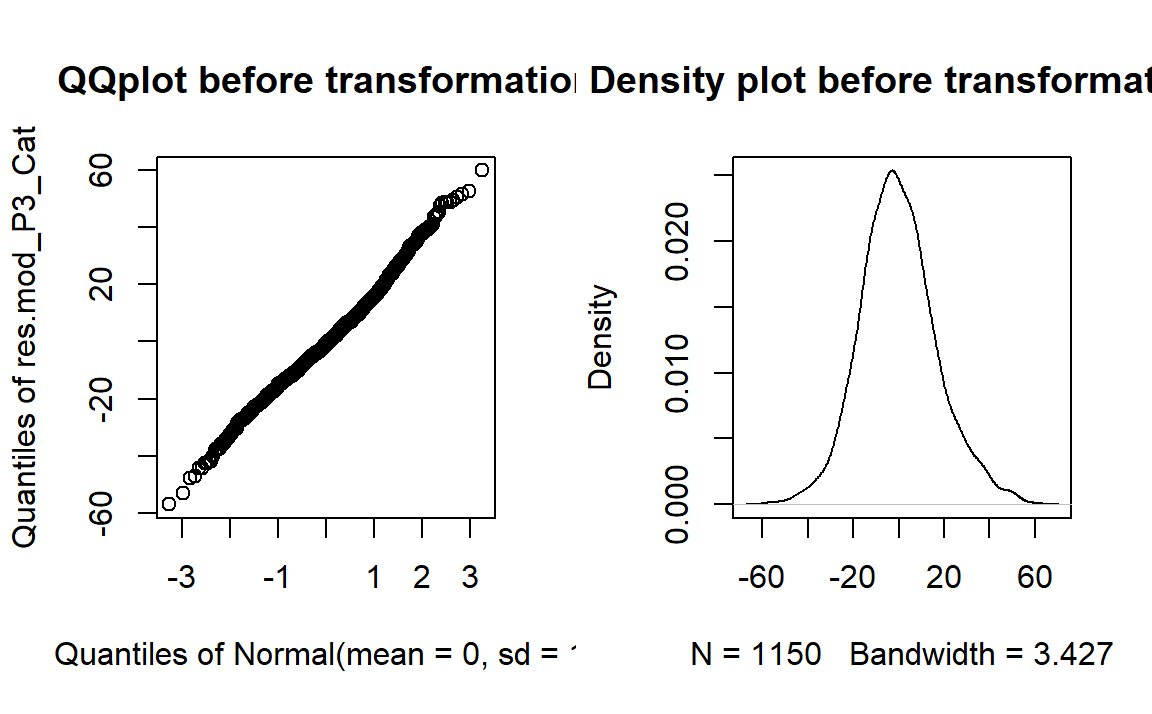 QQplot before transformation
Quantiles of res.mod_P3_Cat
60
20
-20
-60
-3 -1 1 2 3
Quantiles of Normal(mean = 0, sd =
Density plot before transformat
Density
0.020
0.010
0.000
-60 -20 20 60
N = 1150 Bandwidth = 3.427